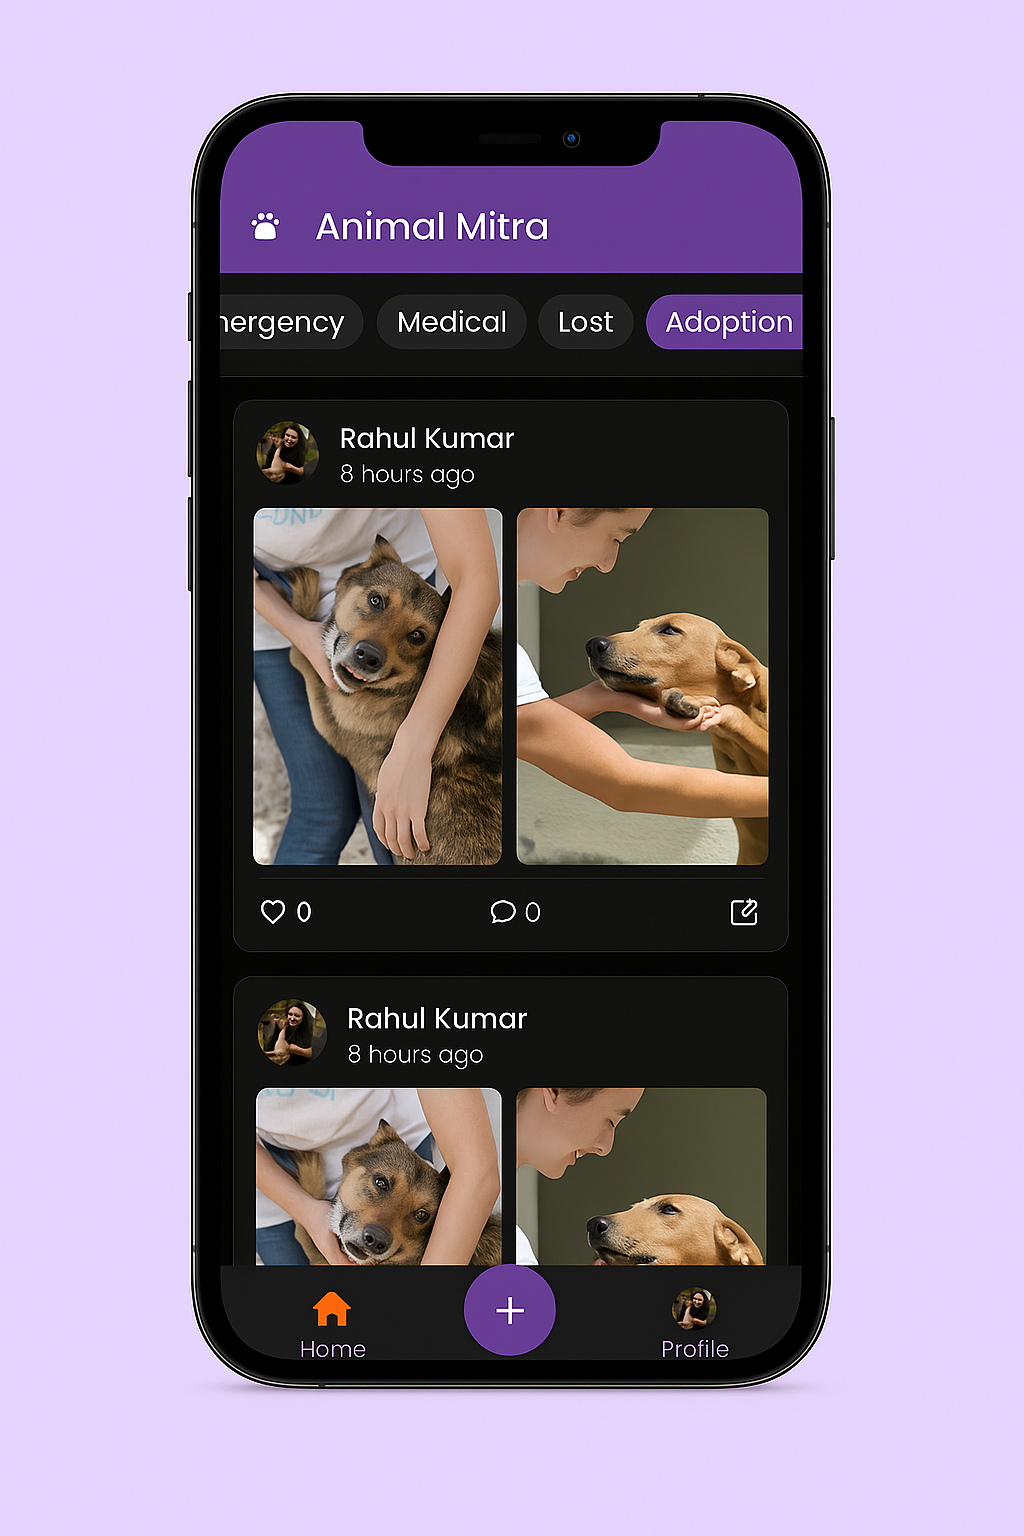 Animal Mitra
mergency Medical Lost Adoption
Rahul Kumar
8 hours ago
0 0
Rahul Kumar
8 hours ago
Home Profile